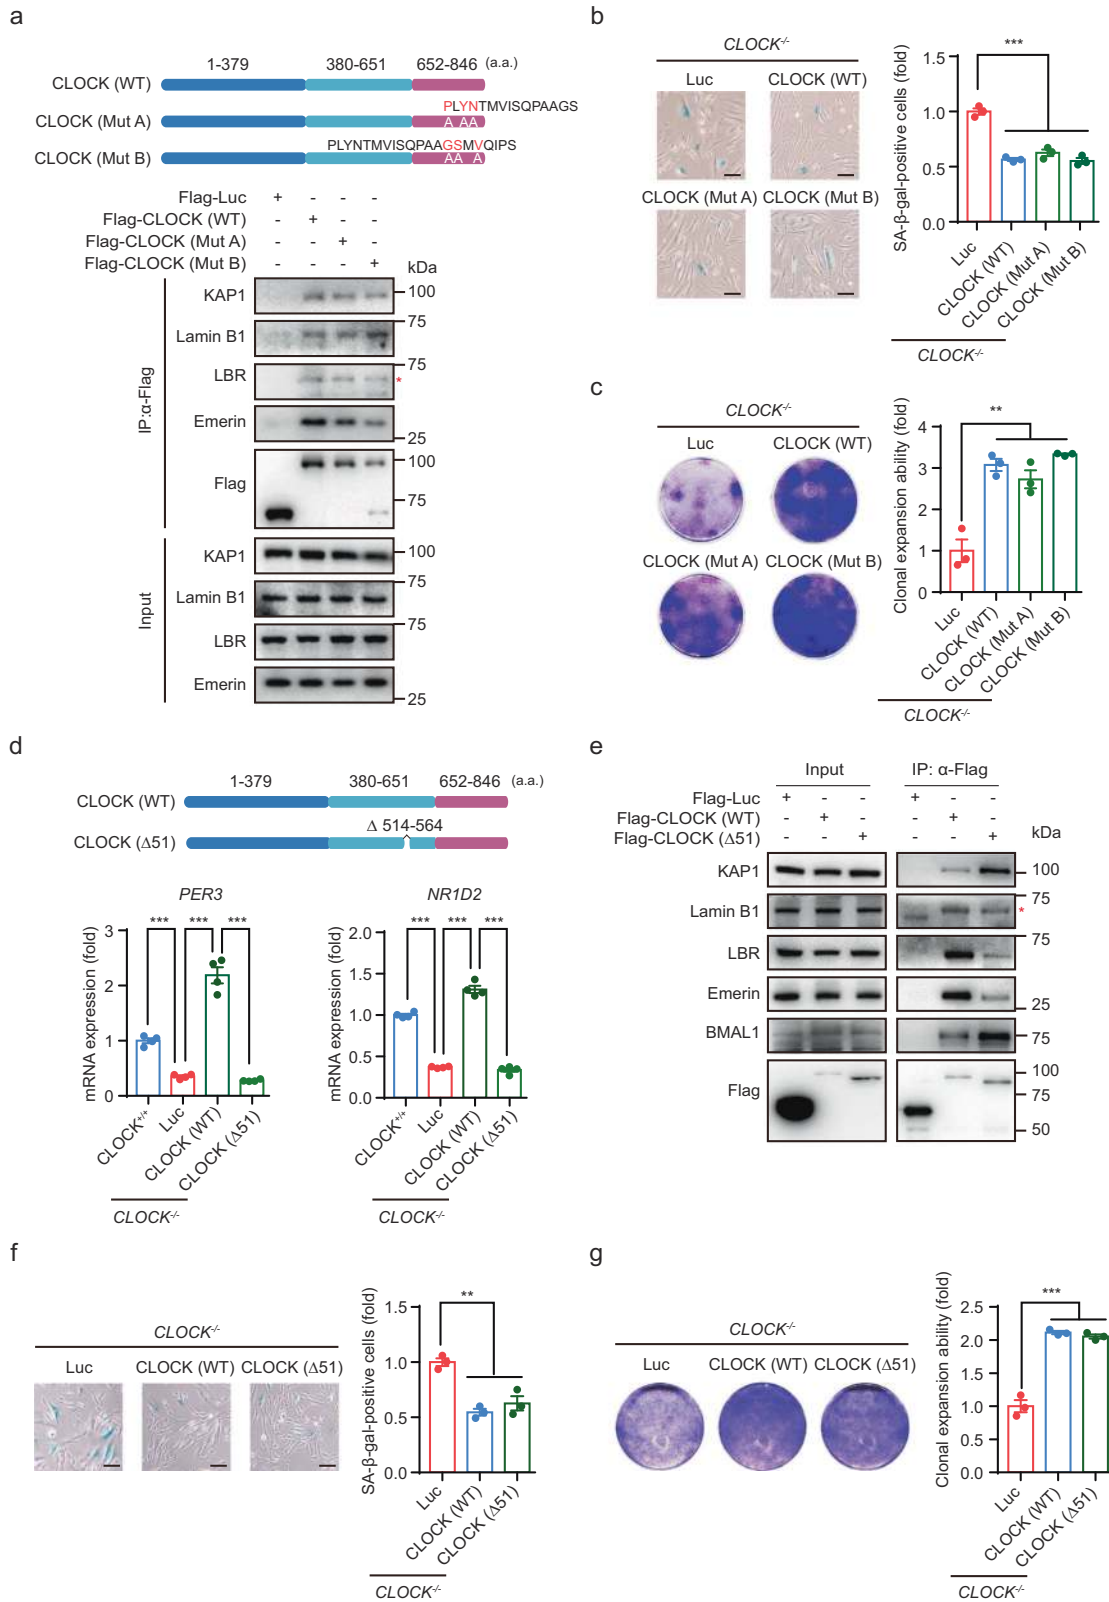 a
1-379 380-651 652-846 (a.a.)
CLOCK (WT)
PLYNTMVISQPAAGS
CLOCK (Mut A) A AA
PLYNTMVISQPAAGSMVQIPS
CLOCK (Mut B) AA A
Flag-Luc + - - -
Flag-CLOCK (WT) - + - -
Flag-CLOCK (Mut A) - - + -
Flag-CLOCK (Mut B) - - - + kDa
IP:α-Flag
KAP1 100
75
Lamin B1
75
LBR *
Emerin
25
100
Flag
75
Input
KAP1 100
75
Lamin B1
75
LBR
Emerin
25
b
CLOCK-/-
Luc CLOCK (WT)
CLOCK (Mut A) CLOCK (Mut B)
SA-β-gal-positive cells (fold)
***
1.5
1.0
0.5
0.0
Luc
CLOCK (WT)
CLOCK (Mut A)
CLOCK (Mut B)
CLOCK-/-
c
CLOCK-/-
Luc CLOCK (WT)
CLOCK (Mut A) CLOCK (Mut B)
Clonal expansion ability (fold)
**
4
3
2
1
0
Luc
CLOCK (WT)
CLOCK (Mut A)
CLOCK (Mut B)
CLOCK-/-
d
1-379 380-651 652-846 (a.a.)
CLOCK (WT)
Δ 514-564
CLOCK (Δ51)
PER3
*** *** ***
mRNA expression (fold)
3
2
1
0
CLOCK+/+
Luc
CLOCK (WT)
CLOCK (Δ51)
CLOCK-/-
NR1D2
*** *** ***
mRNA expression (fold)
2.0
1.5
1.0
0.5
0.0
CLOCK+/+
Luc
CLOCK (WT)
CLOCK (Δ51)
CLOCK-/-
e
Input IP: α-Flag
Flag-Luc + - - + - -
Flag-CLOCK (WT) - + - - + -
Flag-CLOCK (Δ51) - - + - - + kDa
KAP1 100
75
Lamin B1 *
75
LBR
Emerin
25
BMAL1 75
100
Flag
75
50
f
CLOCK-/-
Luc CLOCK (WT) CLOCK (Δ51)
SA-β-gal-positive cells (fold)
**
1.5
1.0
0.5
0.0
Luc
CLOCK (WT)
CLOCK (Δ51)
CLOCK-/-
g
CLOCK-/-
Luc CLOCK (WT) CLOCK (Δ51)
Clonal expansion ability (fold)
***
2.5
2.0
1.5
1.0
0.5
0.0
Luc
CLOCK (WT)
CLOCK (Δ51)
CLOCK-/-